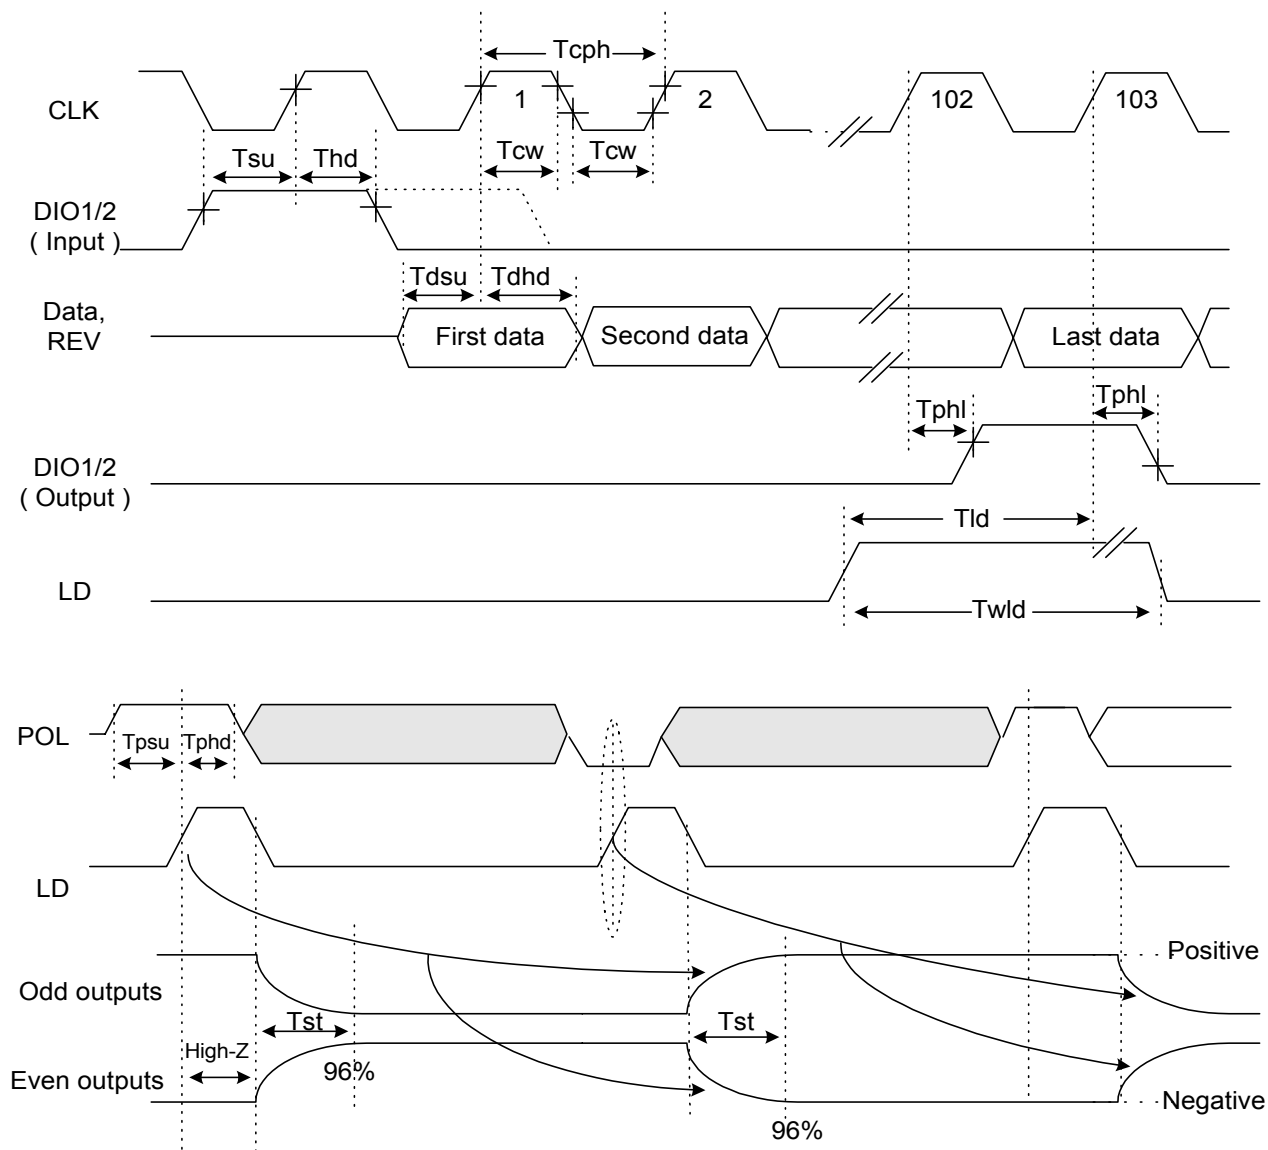 Tcph
CLK
1
2
102
103
Tsu
Thd
Tcw
Tcw
DIO1/2
( Input )
Tdsu
Tdhd
Data,
REV
First data
Second data
Last data
Tphl
Tphl
DIO1/2
( Output )
Tld
LD
Twld
POL
Tpsu
Tphd
LD
Positive
Odd outputs
Tst
Tst
High-Z
Even outputs
96%
Negative
96%